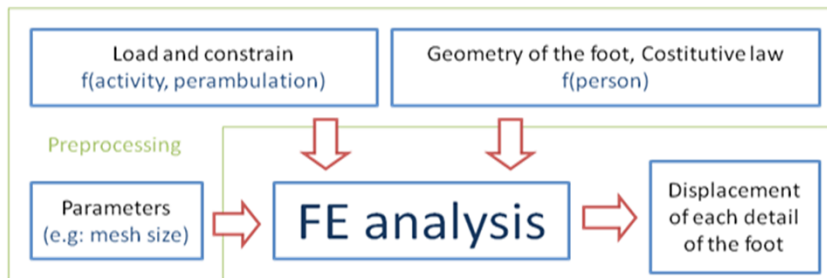 Load and constrain
f(activity, perambulation)
Geometry of the foot, Costitutive law
f(person)
Preprocessing
Parameters
(e.g: mesh size)
FE analysis
Displacement
of each detail
of the foot